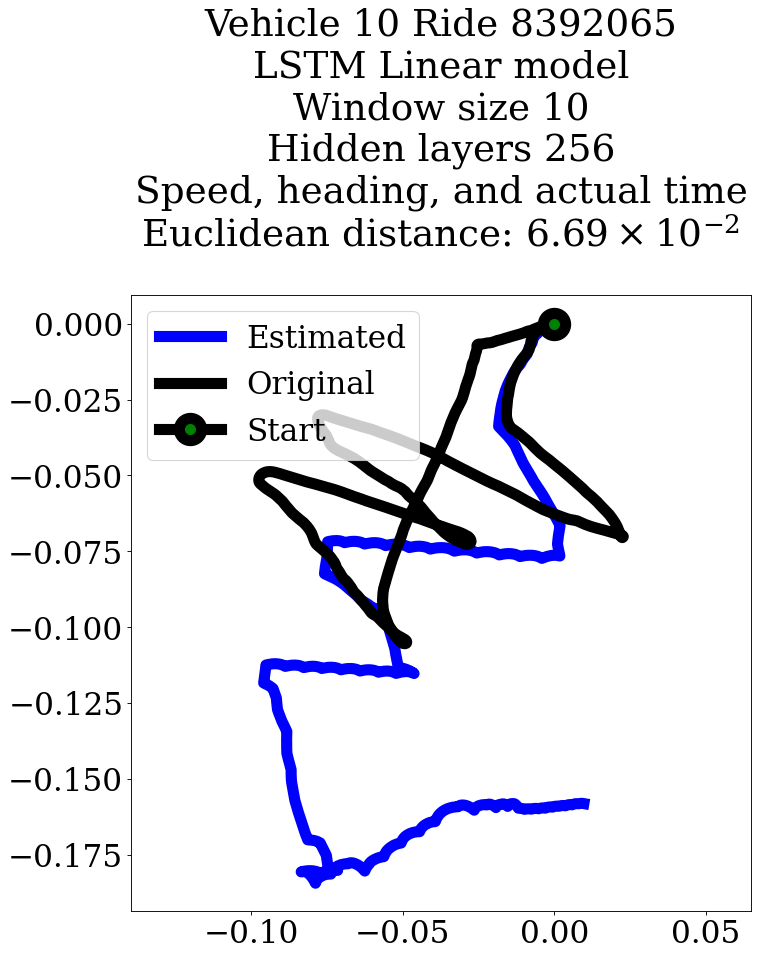 Vehicle 10 Ride 8392065
LSTM Linear model
Window size 10
Hidden layers 256
Speed, heading, and actual time
Euclidean distance: 6.69 × 10⁻²
Estimated
Original
Start
0.000
−0.025
−0.050
−0.075
−0.100
−0.125
−0.150
−0.175
−0.10
−0.05
0.00
0.05